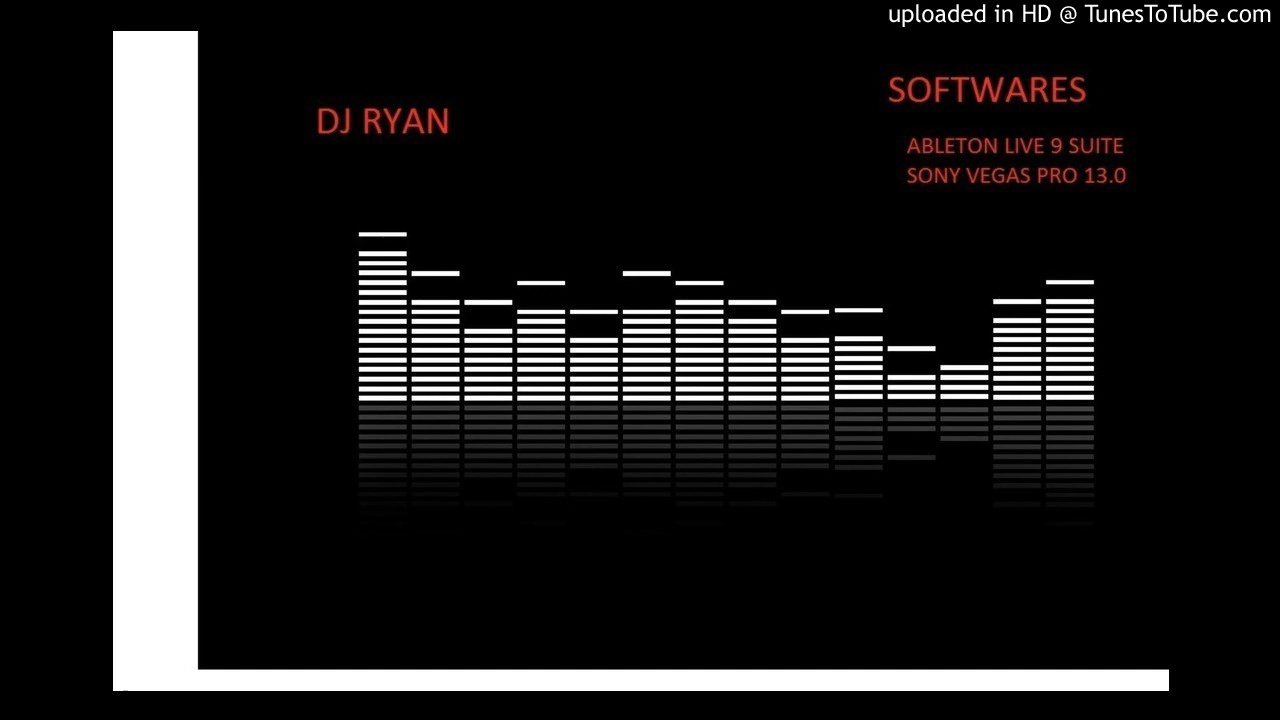 uploaded in HD @ TunesToTube.com
SOFTWARES
DJ RYAN
ABLETON LIVE 9 SUITE
SONY VEGAS PRO 13.0